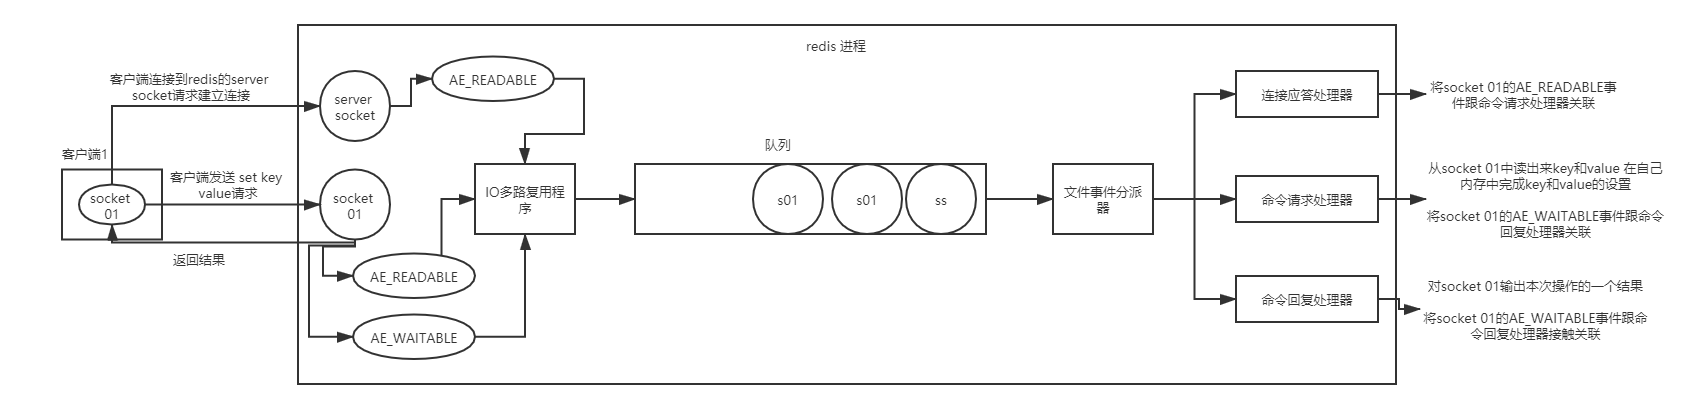 redis 进程
客户端连接到redis的server
socket请求建立连接
server
socket
AE_READABLE
客户端1
socket
01
客户端发送 set key
value请求
socket
01
返回结果
AE_READABLE
AE_WAITABLE
IO多路复用程
序
队列
s01
s01
ss
文件事件分派
器
连接应答处理器
命令请求处理器
命令回复处理器
将socket 01的AE_READABLE事
件跟命令请求处理器关联
从socket 01中读出来key和value 在自己
内存中完成key和value的设置
将socket 01的AE_WAITABLE事件跟命令
回复处理器关联
对socket 01输出本次操作的一个结果
将socket 01的AE_WAITABLE事件跟命
令回复处理器接触关联